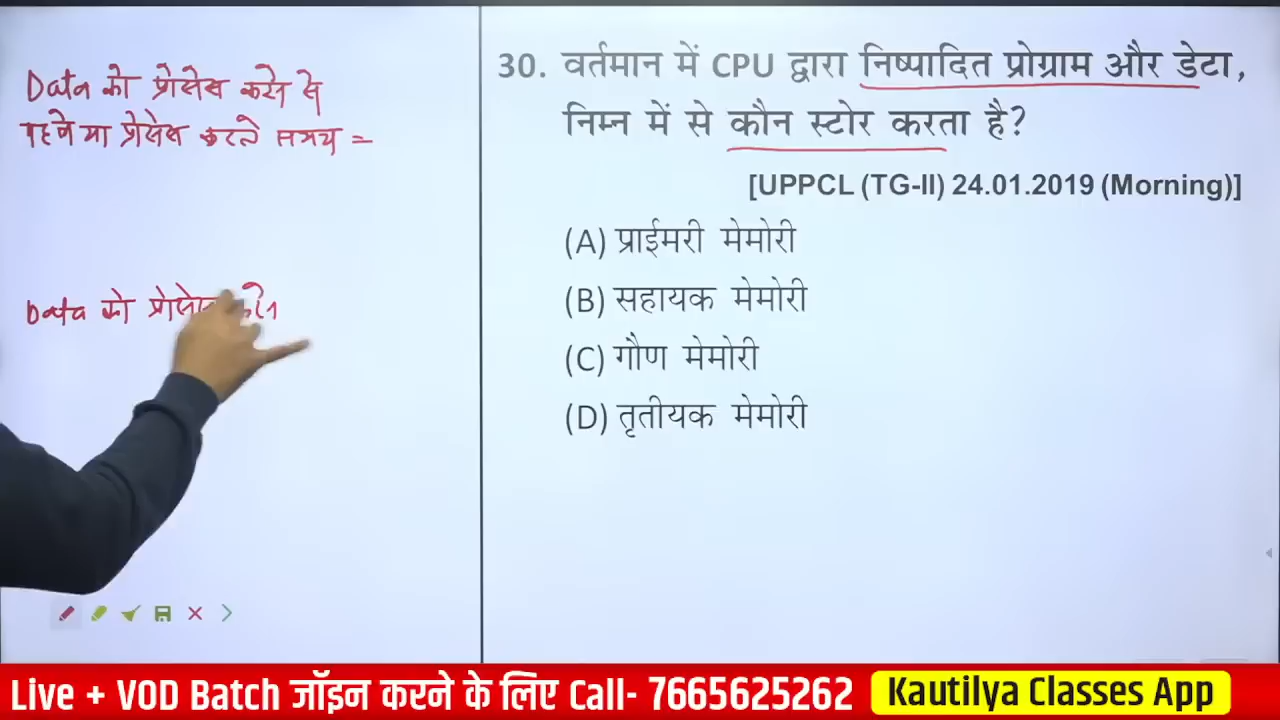 Data को प्रोसेस करने से
पहले या प्रोसेस करते समय =
Data को प्रोसेस
30. वर्तमान में CPU द्वारा निष्पादित प्रोग्राम और डेटा,
निम्न में से कौन स्टोर करता है?
[UPPCL (TG-II) 24.01.2019 (Morning)]
(A) प्राईमरी मेमोरी
(B) सहायक मेमोरी
(C) गौण मेमोरी
(D) तृतीयक मेमोरी
Live + VOD Batch जॉइन करने के लिए Call- 7665625262
Kautilya Classes App